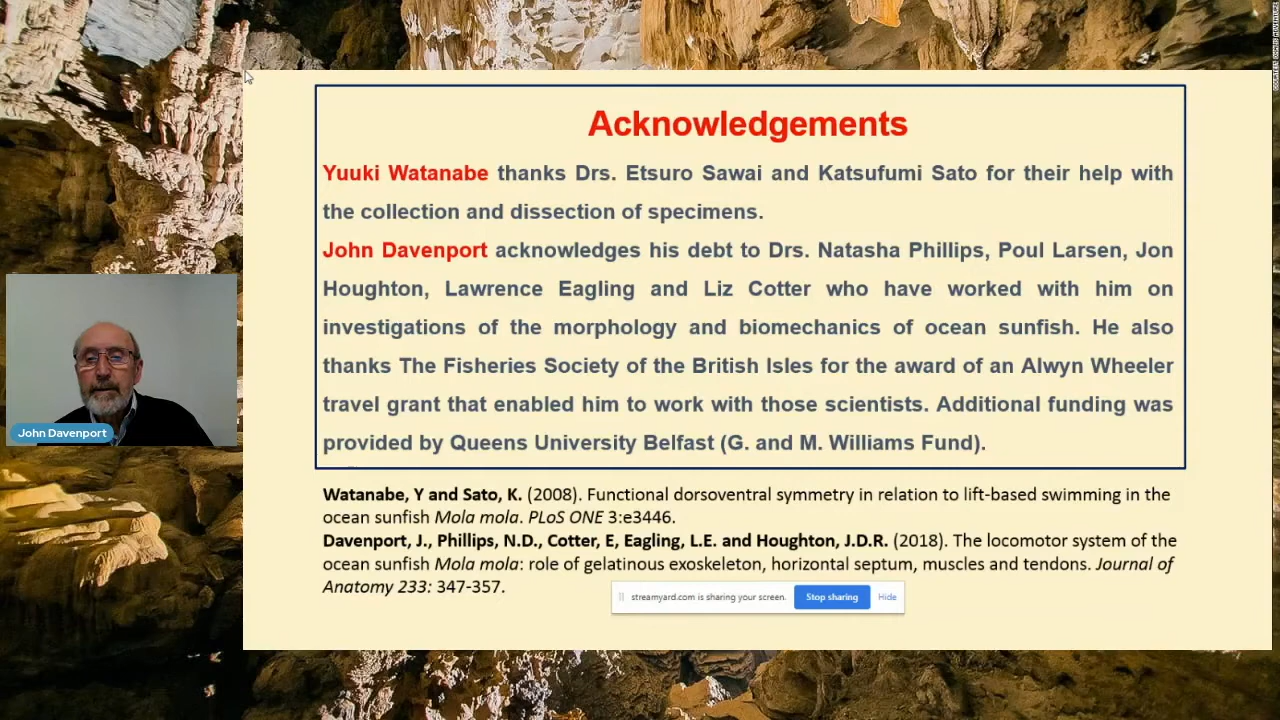 COURTESY DAVID MCINTYRE
Acknowledgements
Yuuki Watanabe thanks Drs. Etsuro Sawai and Katsufumi Sato for their help with
the collection and dissection of specimens.
John Davenport acknowledges his debt to Drs. Natasha Phillips, Poul Larsen, Jon
Houghton, Lawrence Eagling and Liz Cotter who have worked with him on
investigations of the morphology and biomechanics of ocean sunfish. He also
thanks The Fisheries Society of the British Isles for the award of an Alwyn Wheeler
travel grant that enabled him to work with those scientists. Additional funding was
provided by Queens University Belfast (G. and M. Williams Fund).
John Davenport
Watanabe, Y and Sato, K. (2008). Functional dorsoventral symmetry in relation to lift-based swimming in the
ocean sunfish Mola mola. PLoS ONE 3:e3446.
Davenport, J., Phillips, N.D., Cotter, E, Eagling, L.E. and Houghton, J.D.R. (2018). The locomotor system of the
ocean sunfish Mola mola: role of gelatinous exoskeleton, horizontal septum, muscles and tendons. Journal of
Anatomy 233: 347-357.
streamyard.com is sharing your screen.
Stop sharing
Hide